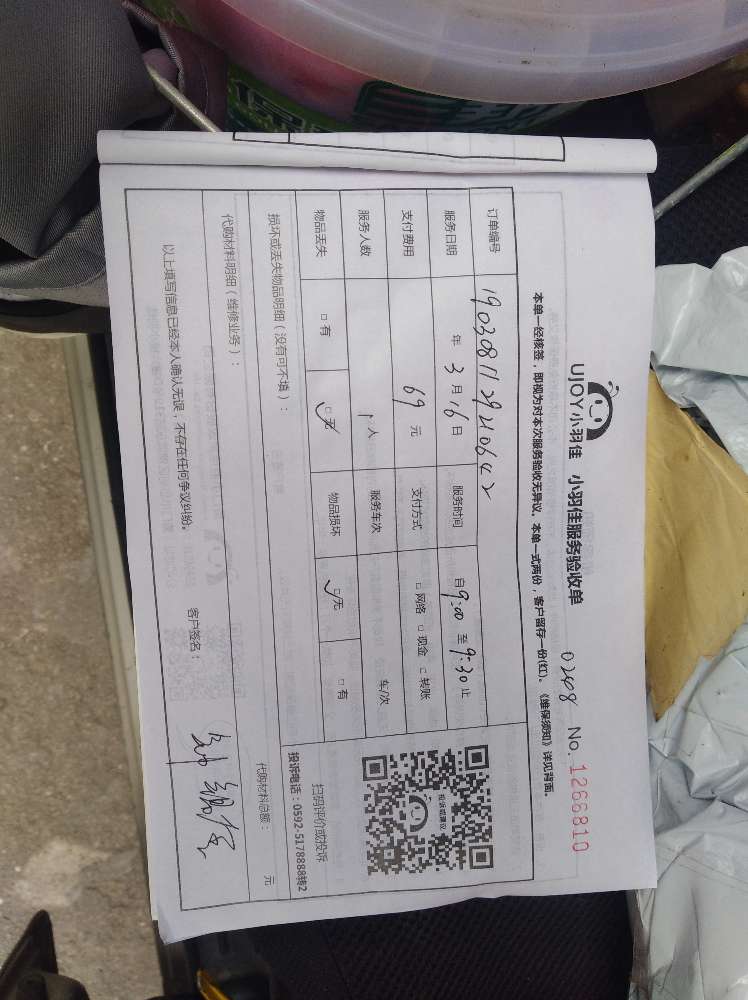 UJOY小羽佳 小羽佳服务验收单 0208 No. 1266810
本单一经核签，即视为对本次服务验收无异议。本单一式两份，客户留存一份(红)。《维保须知》详见背面。
订单编号 190308112920642
服务日期 年 3 月 16 日 服务时间 自 9:00 至 9:30 止
支付费用 69 元 支付方式 □ 网络 □ 现金 □ 转账
服务人数 1 人 服务车次 车/次
物品丢失 □ 有 □ 无 物品损坏 □ 无 □ 有
投诉或建议
扫码评价或投诉
投诉电话：0592-5178888转2
损坏或丢失物品明细（没有可不填）：
代购材料明细（维修业务）： 代购材料总额： 元
以上填写信息已经本人确认无误，不存在任何争议纠纷。 客户签名：